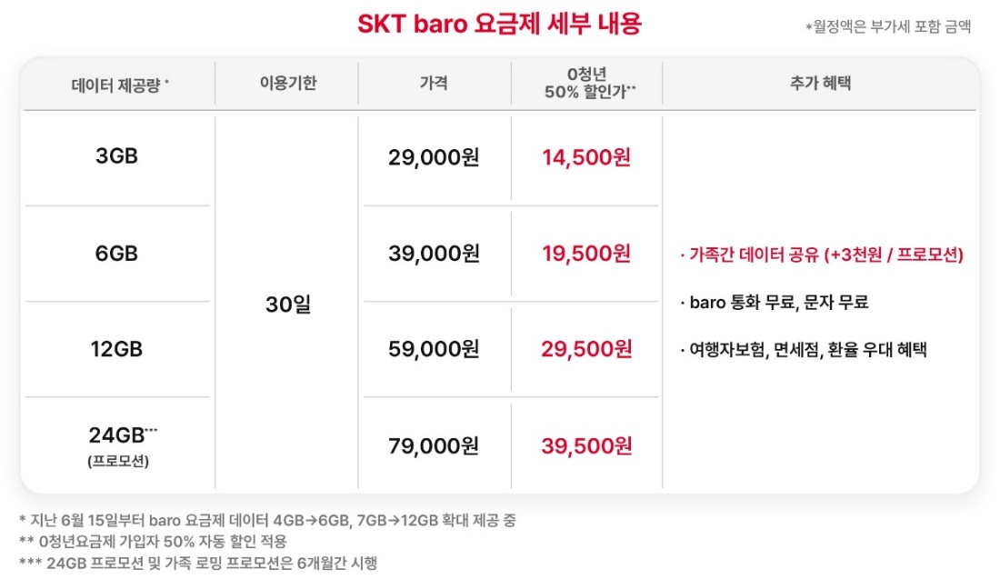 SKT baro 요금제 세부 내용
*월정액은 부가세 포함 금액
데이터 제공량 *
이용기한
가격
0청년
50% 할인가**
추가 혜택
3GB
29,000원
14,500원
6GB
39,000원
19,500원
30일
12GB
59,000원
29,500원
24GB***
(프로모션)
79,000원
39,500원
· 가족간 데이터 공유 (+3천원 / 프로모션)
· baro 통화 무료, 문자 무료
· 여행자보험, 면세점, 환율 우대 혜택
* 지난 6월 15일부터 baro 요금제 데이터 4GB→6GB, 7GB→12GB 확대 제공 중
** 0청년요금제 가입자 50% 자동 할인 적용
*** 24GB 프로모션 및 가족 로밍 프로모션은 6개월간 시행